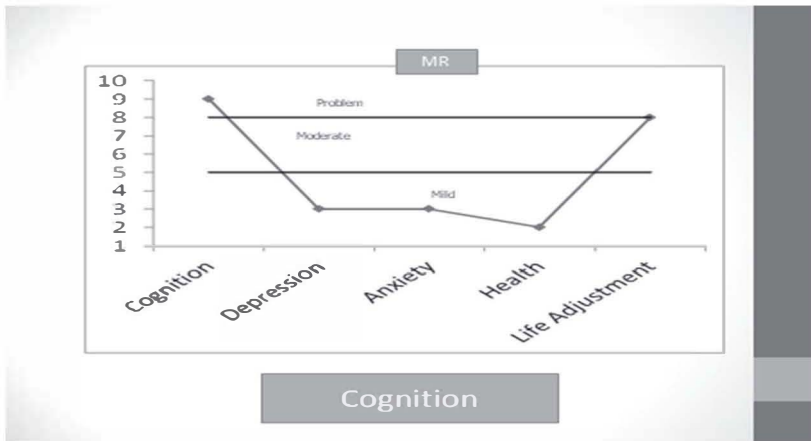 MR
10
9
8
7
6
5
4
3
2
1
Problem
Moderate
Mild
Cognition
Depression
Anxiety
Health
Life Adjustment
Cognition